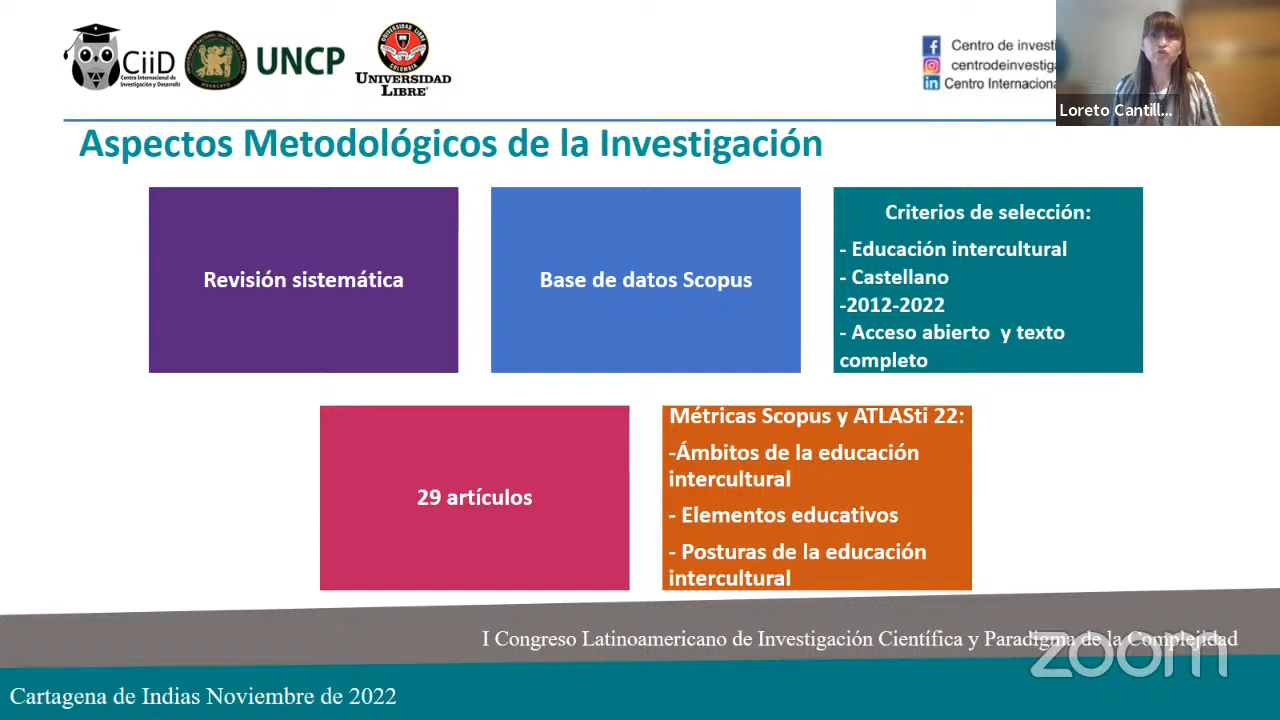 CiiD
Centro Internacional de
Investigación y Desarrollo
UNCP
UNIVERSIDAD LIBRE
COLOMBIA
UNIVERSIDAD
LIBRE
Centro de investi
centrodeinvestiga
Centro Internaciona
Loreto Cantill...
Aspectos Metodológicos de la Investigación
Revisión sistemática
Base de datos Scopus
Criterios de selección:
- Educación intercultural
- Castellano
-2012-2022
- Acceso abierto y texto
completo
29 artículos
Métricas Scopus y ATLASti 22:
-Ámbitos de la educación
intercultural
- Elementos educativos
- Posturas de la educación
intercultural
I Congreso Latinoamericano de Investigación Científica y Paradigma de la Complejidad
zoom
Cartagena de Indias Noviembre de 2022